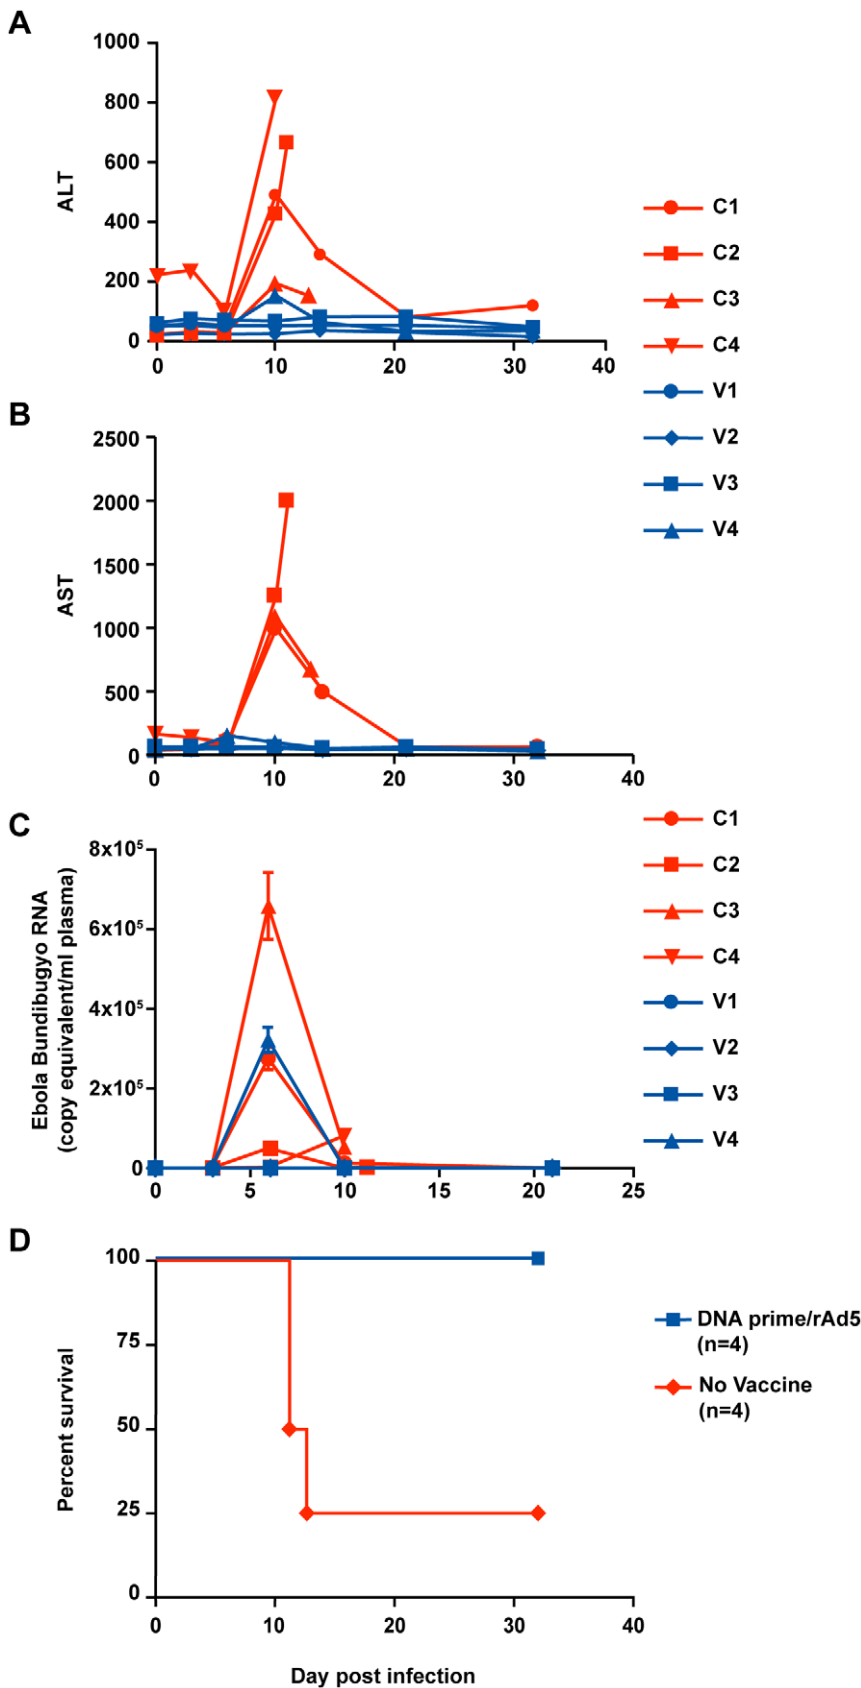 A
1000
800
600
400
200
0
ALT
0 10 20 30 40
C1
C2
C3
C4
V1
V2
V3
V4
B
2500
2000
1500
1000
500
0
AST
0 10 20 30 40
C
8x10⁵
6x10⁵
4x10⁵
2x10⁵
0
Ebola Bundibugyo RNA
(copy equivalent/ml plasma)
0 5 10 15 20 25
C1
C2
C3
C4
V1
V2
V3
V4
D
100
75
50
25
0
Percent survival
0 10 20 30 40
Day post infection
DNA prime/rAd5
(n=4)
No Vaccine
(n=4)